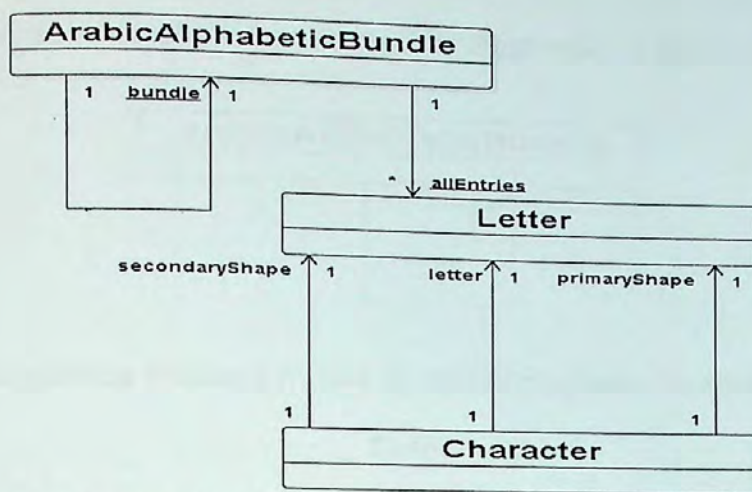 ArabicAlphabeticBundle
1 bundle 1 1
* allEntries
Letter
secondaryShape 1 letter 1 primaryShape 1
1 1 1
Character